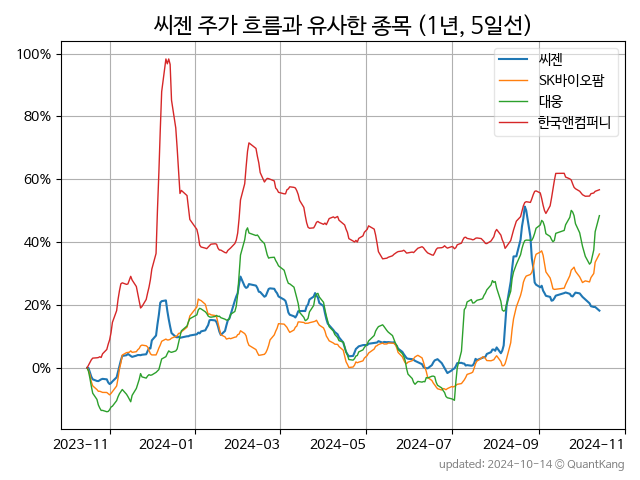 씨젠 주가 흐름과 유사한 종목 (1년, 5일선)
씨젠
SK바이오팜
대웅
한국앤컴퍼니
100%
80%
60%
40%
20%
0%
2023-11
2024-01
2024-03
2024-05
2024-07
2024-09
2024-11
updated: 2024-10-14 © QuantKang